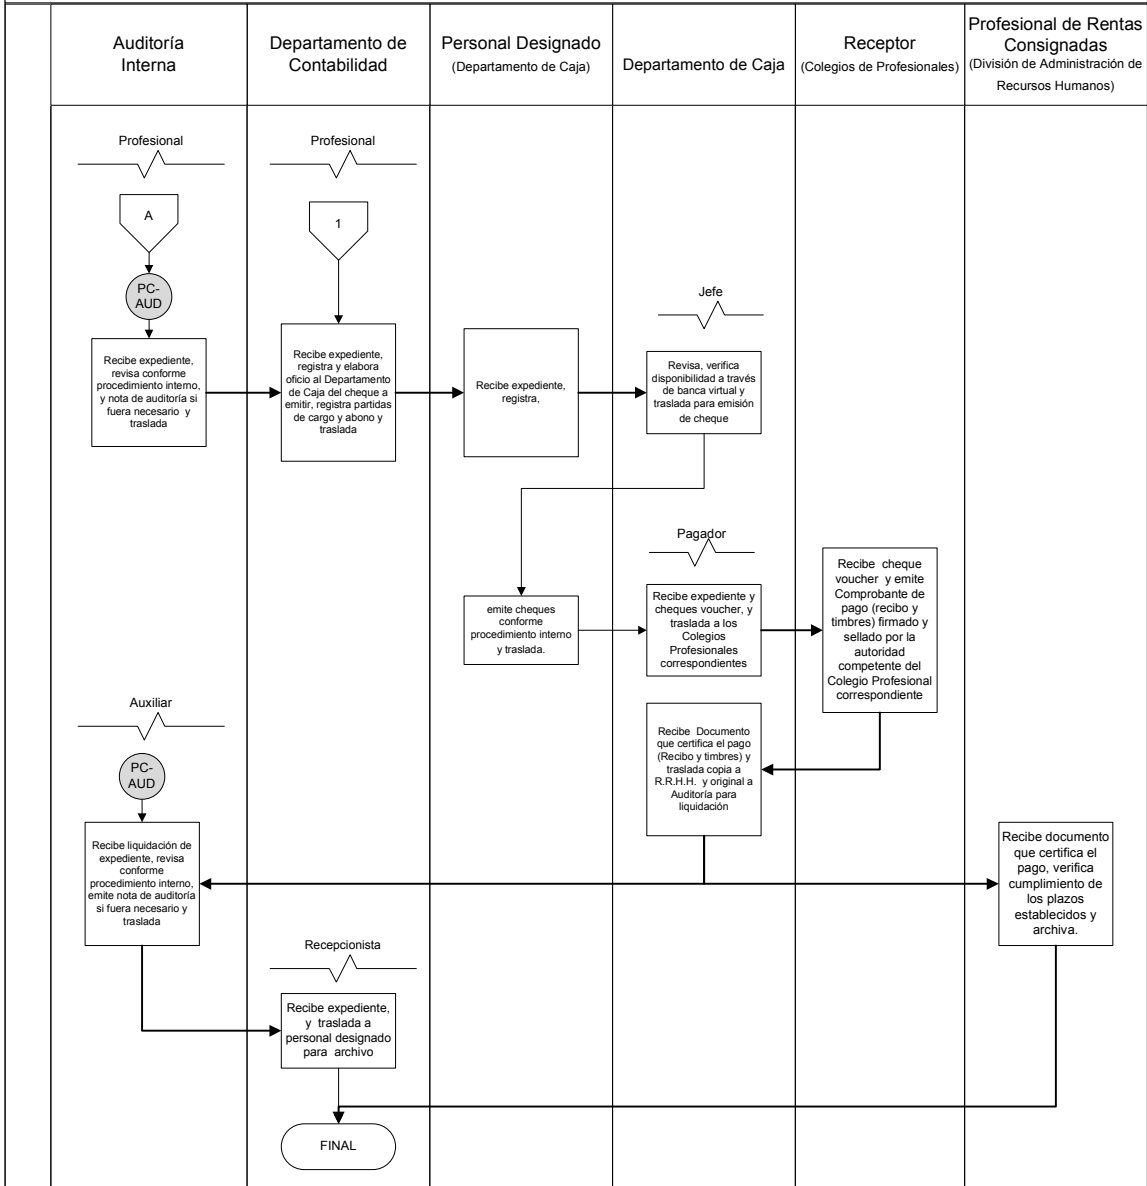 Auditoría
Interna
Departamento de
Contabilidad
Personal Designado
(Departamento de Caja)
Departamento de Caja
Receptor
(Colegios de Profesionales)
Profesional de Rentas
Consignadas
(División de Administración de
Recursos Humanos)
Profesional
A
PC-
AUD
Recibe expediente,
revisa conforme
procedimiento interno,
y nota de auditoría si
fuera necesario y
traslada
Profesional
1
Recibe expediente,
registra y elabora
oficio al Departamento
de Caja del cheque a
emitir, registra partidas
de cargo y abono y
traslada
Recibe expediente,
registra,
Jefe
Revisa, verifica
disponibilidad a través
de banca virtual y
traslada para emisión
de cheque
emite cheques
conforme
procedimiento interno
y traslada.
Pagador
Recibe expediente y
cheques voucher, y
traslada a los
Colegios
Profesionales
correspondientes
Recibe cheque
voucher y emite
Comprobante de
pago (recibo y
timbres) firmado y
sellado por la
autoridad
competente del
Colegio Profesional
correspondiente
Recibe Documento
que certifica el pago
(Recibo y timbres) y
traslada copia a
R.R.H.H. y original a
Auditoría para
liquidación
Auxiliar
PC-
AUD
Recibe liquidación de
expediente, revisa
conforme
procedimiento interno,
emite nota de auditoría
si fuera necesario y
traslada
Recibe documento
que certifica el
pago, verifica
cumplimiento de
los plazos
establecidos y
archiva.
Recepcionista
Recibe expediente,
y traslada a
personal designado
para archivo
FINAL